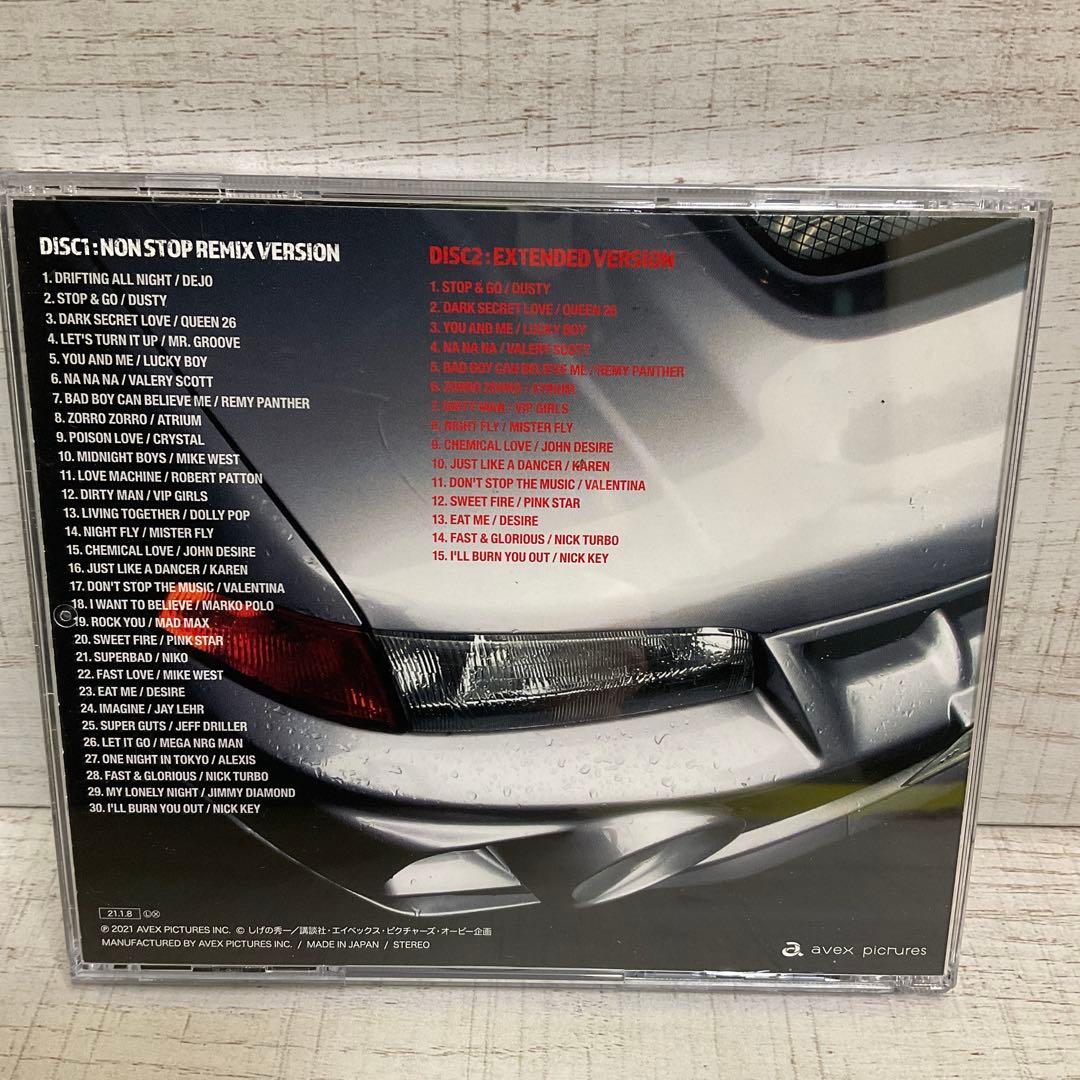 DISC1 : NON STOP REMIX VERSION
1. DRIFTING ALL NIGHT / DEJO
2. STOP & GO / DUSTY
3. DARK SECRET LOVE / QUEEN 26
4. LET'S TURN IT UP / MR. GROOVE
5. YOU AND ME / LUCKY BOY
6. NA NA NA / VALERY SCOTT
7. BAD BOY CAN BELIEVE ME / REMY PANTHER
8. ZORRO ZORRO / ATRIUM
9. POISON LOVE / CRYSTAL
10. MIDNIGHT BOYS / MIKE WEST
11. LOVE MACHINE / ROBERT PATTON
12. DIRTY MAN / VIP GIRLS
13. LIVING TOGETHER / DOLLY POP
14. NIGHT FLY / MISTER FLY
15. CHEMICAL LOVE / JOHN DESIRE
16. JUST LIKE A DANCER / KAREN
17. DON'T STOP THE MUSIC / VALENTINA
18. I WANT TO BELIEVE / MARKO POLO
19. ROCK YOU / MAD MAX
20. SWEET FIRE / PINK STAR
21. SUPERBAD / NIKO
22. FAST LOVE / MIKE WEST
23. EAT ME / DESIRE
24. IMAGINE / JAY LEHR
25. SUPER GUTS / JEFF DRILLER
26. LET IT GO / MEGA NRG MAN
27. ONE NIGHT IN TOKYO / ALEXIS
28. FAST & GLORIOUS / NICK TURBO
29. MY LONELY NIGHT / JIMMY DIAMOND
30. I'LL BURN YOU OUT / NICK KEY
DISC2 : EXTENDED VERSION
1. STOP & GO / DUSTY
2. DARK SECRET LOVE / QUEEN 26
3. YOU AND ME / LUCKY BOY
4. NA NA NA / VALERY SCOTT
5. BAD BOY CAN BELIEVE ME / REMY PANTHER
6. ZORRO ZORRO / ATRIUM
7. DIRTY MAN / VIP GIRLS
8. NIGHT FLY / MISTER FLY
9. CHEMICAL LOVE / JOHN DESIRE
10. JUST LIKE A DANCER / KAREN
11. DON'T STOP THE MUSIC / VALENTINA
12. SWEET FIRE / PINK STAR
13. EAT ME / DESIRE
14. FAST & GLORIOUS / NICK TURBO
15. I'LL BURN YOU OUT / NICK KEY
21.1.8 Ⓛ Ⓧ
℗ 2021 AVEX PICTURES INC. © しげの秀一／講談社・エイベックス・ピクチャーズ・オービー企画
MANUFACTURED BY AVEX PICTURES INC. / MADE IN JAPAN / STEREO
a avex pictures